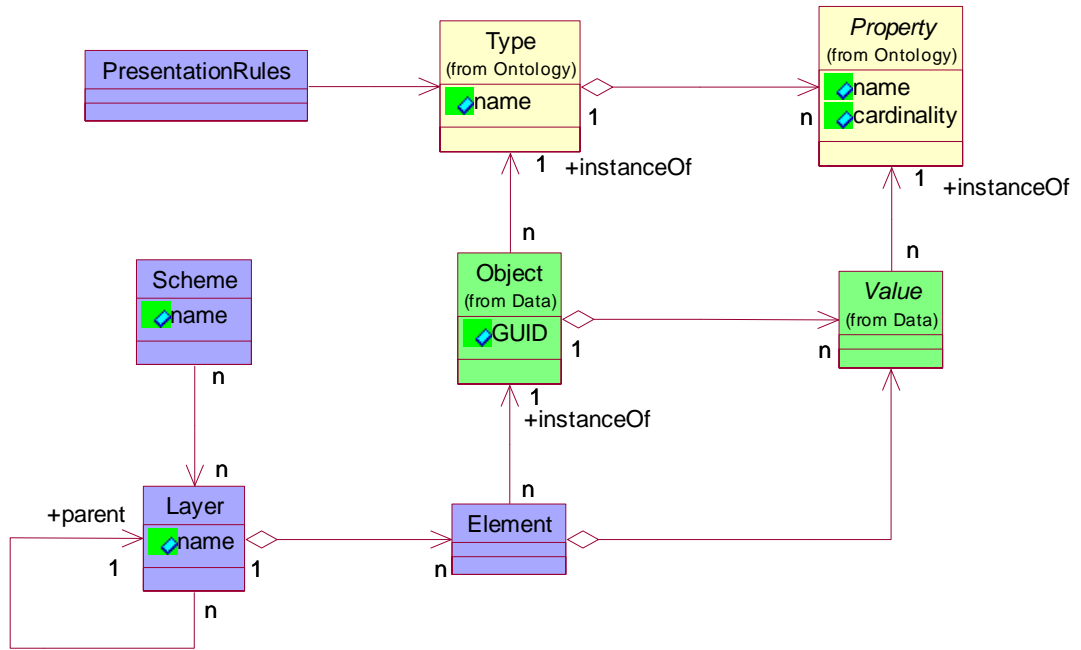 PresentationRules
Type
(from Ontology)
name
1
Property
(from Ontology)
name
cardinality
n
1
+instanceOf
1
+instanceOf
n
n
Scheme
name
n
Object
(from Data)
GUID
1
Value
(from Data)
n
1
+instanceOf
n
n
+parent
1
Layer
name
1
n
Element
n